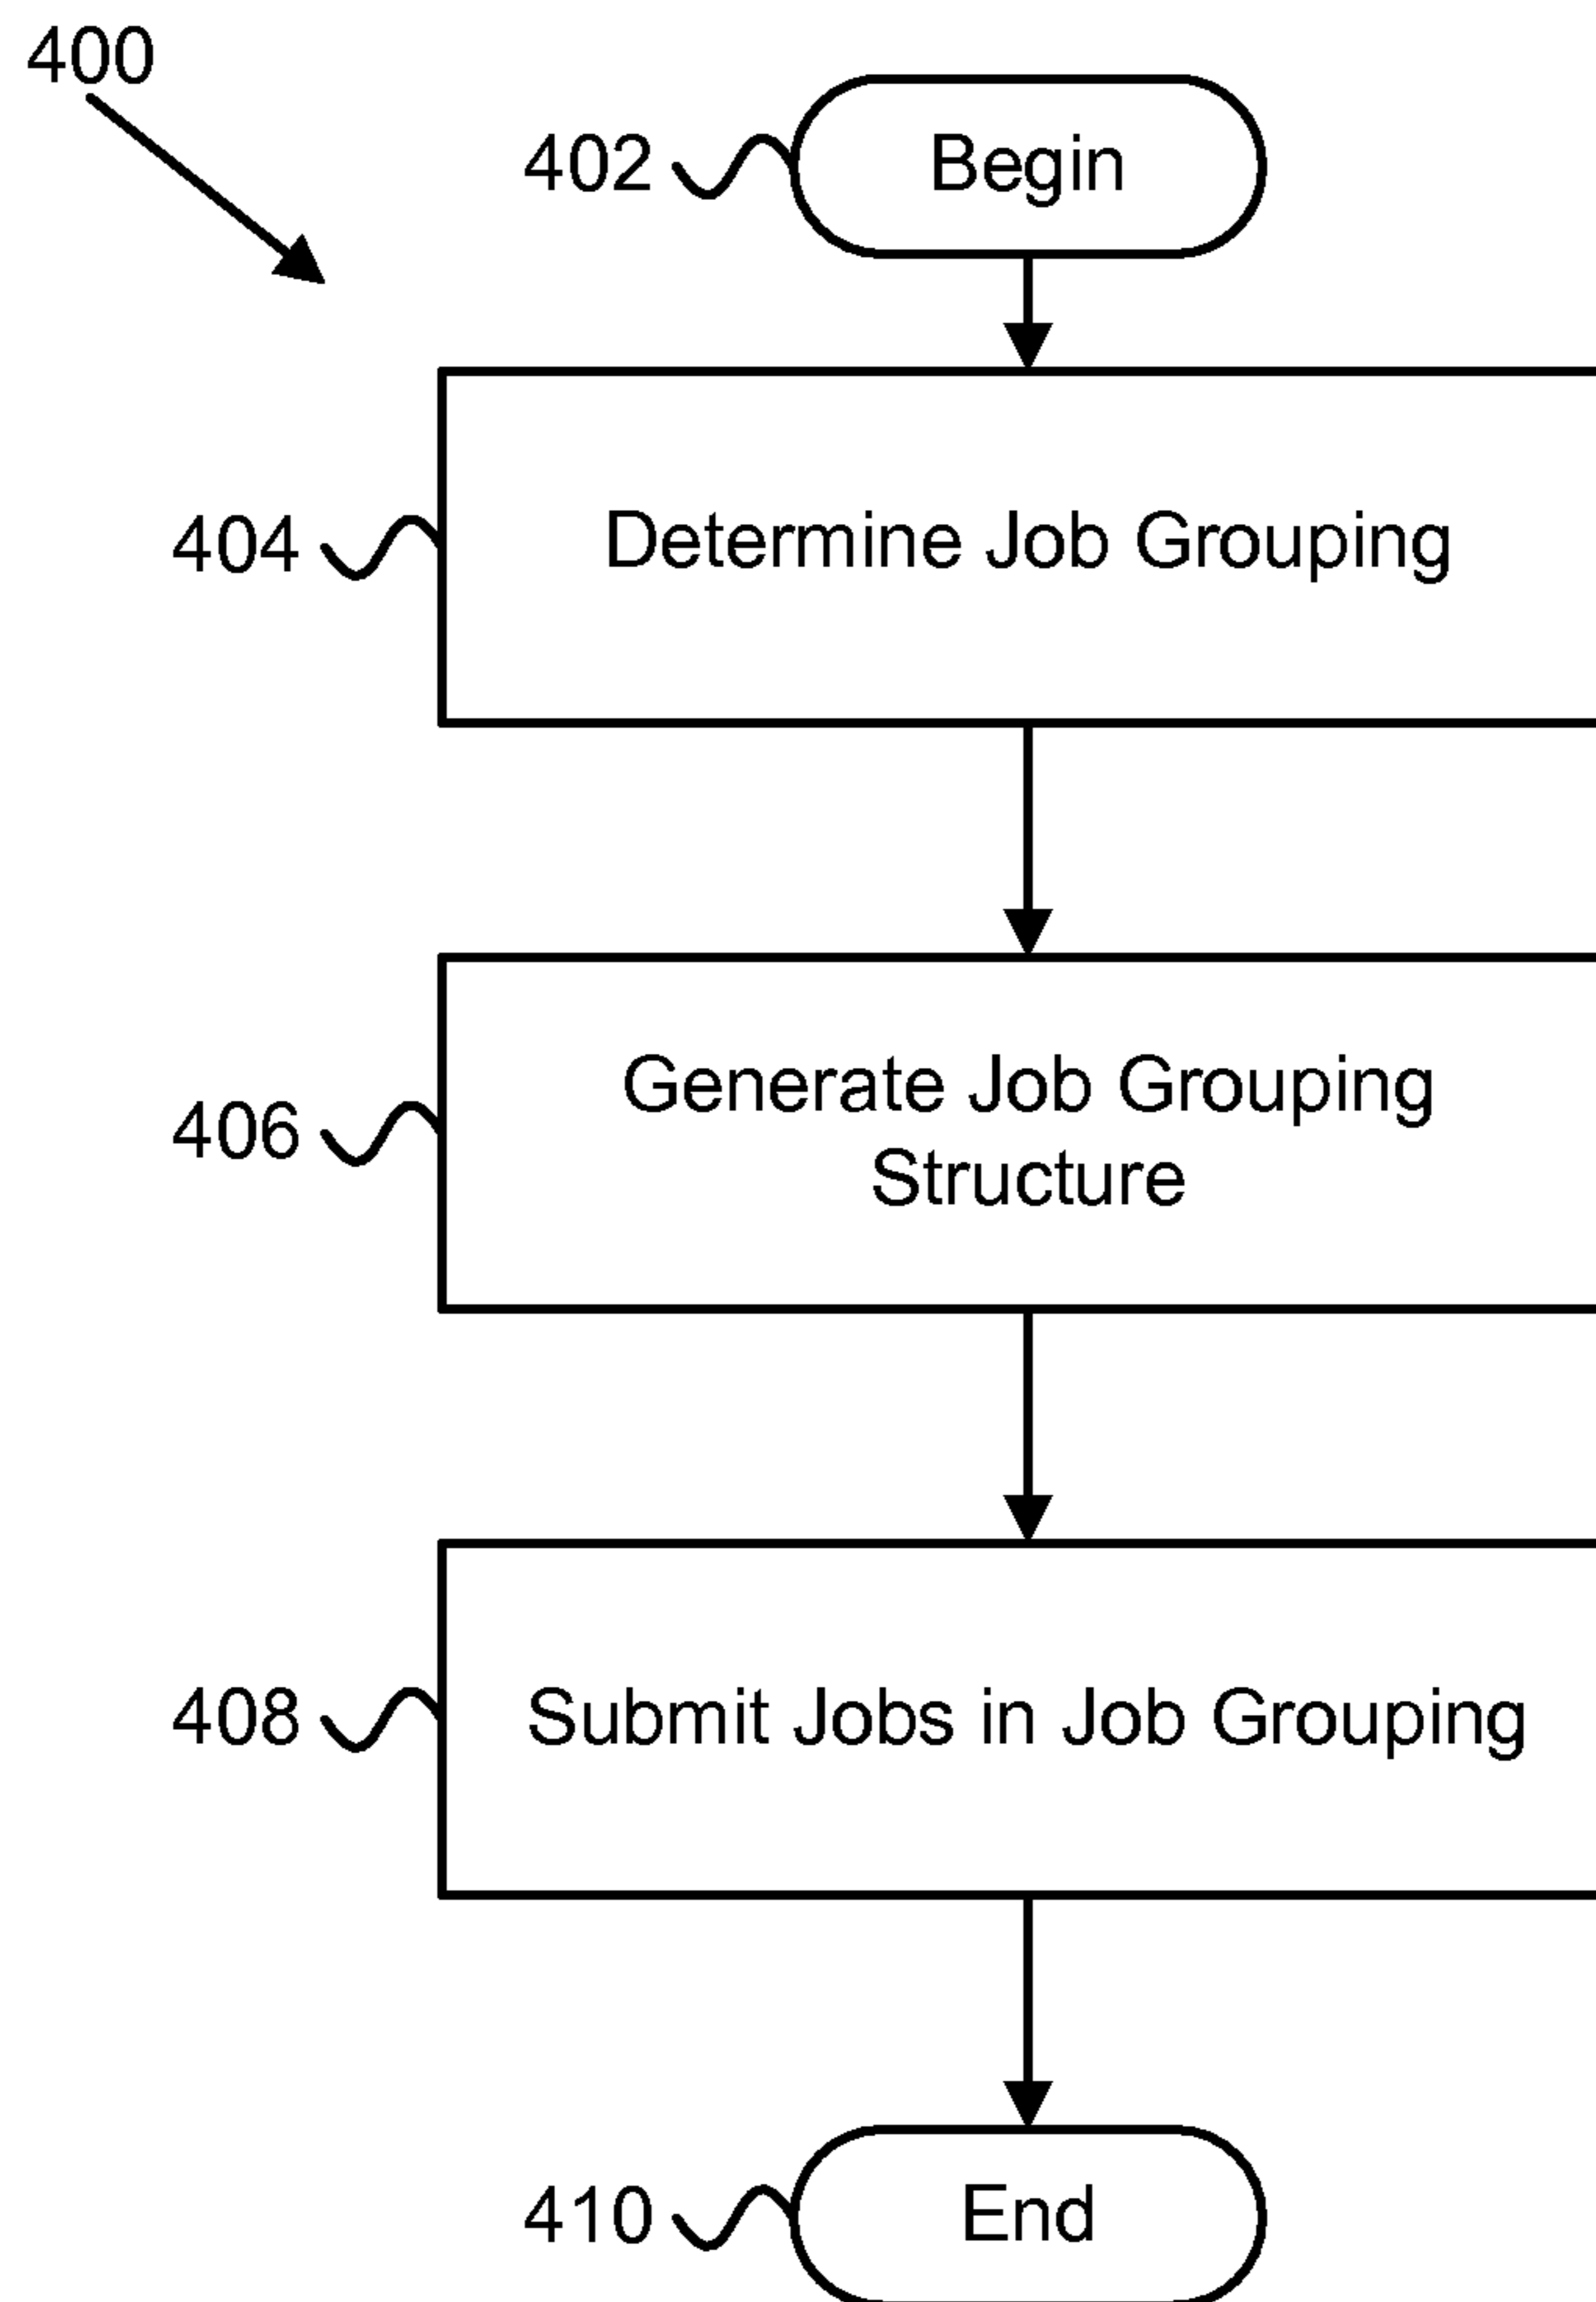 400
402
Begin
404
Determine Job Grouping
406
Generate Job Grouping
Structure
408
Submit Jobs in Job Grouping
410
End